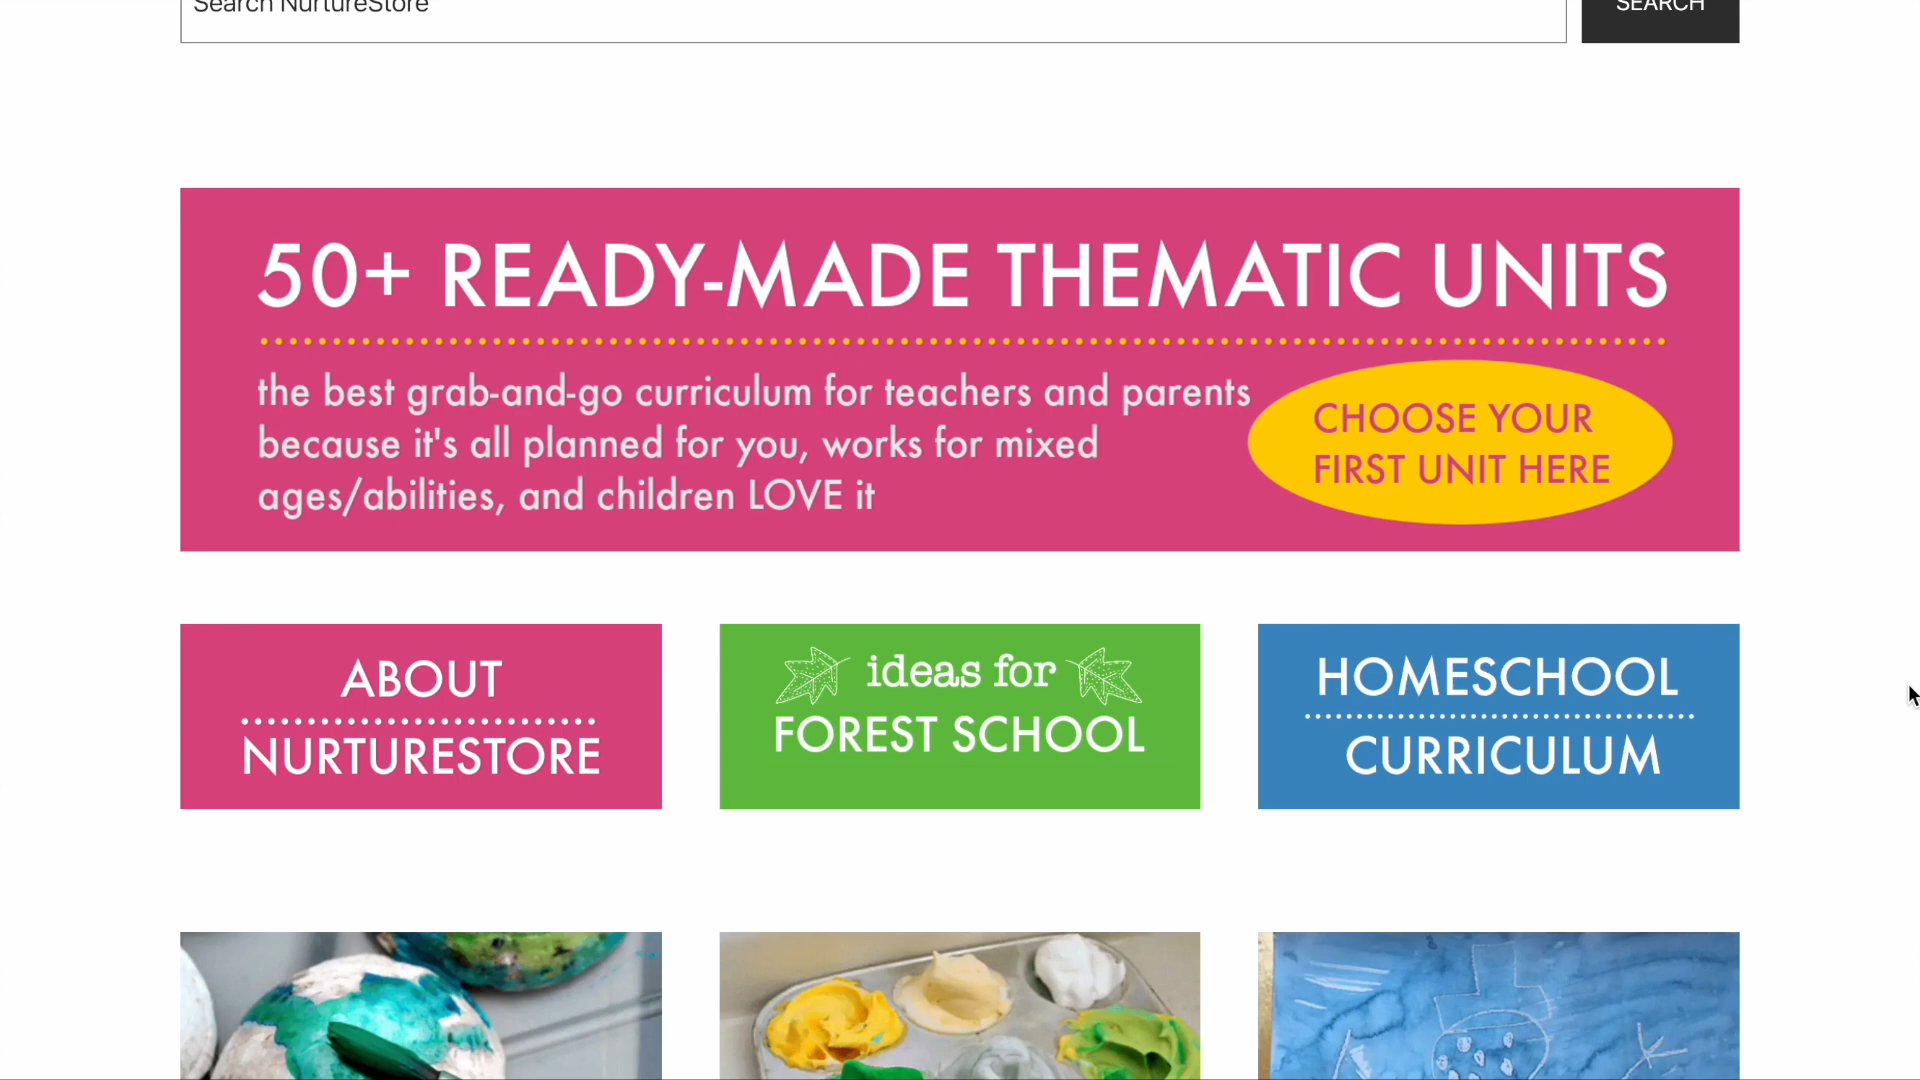 Search NurtureStore
SEARCH
50+ READY-MADE THEMATIC UNITS
the best grab-and-go curriculum for teachers and parents
because it's all planned for you, works for mixed
ages/abilities, and children LOVE it
CHOOSE YOUR
FIRST UNIT HERE
ABOUT
NURTURESTORE
ideas for
FOREST SCHOOL
HOMESCHOOL
CURRICULUM